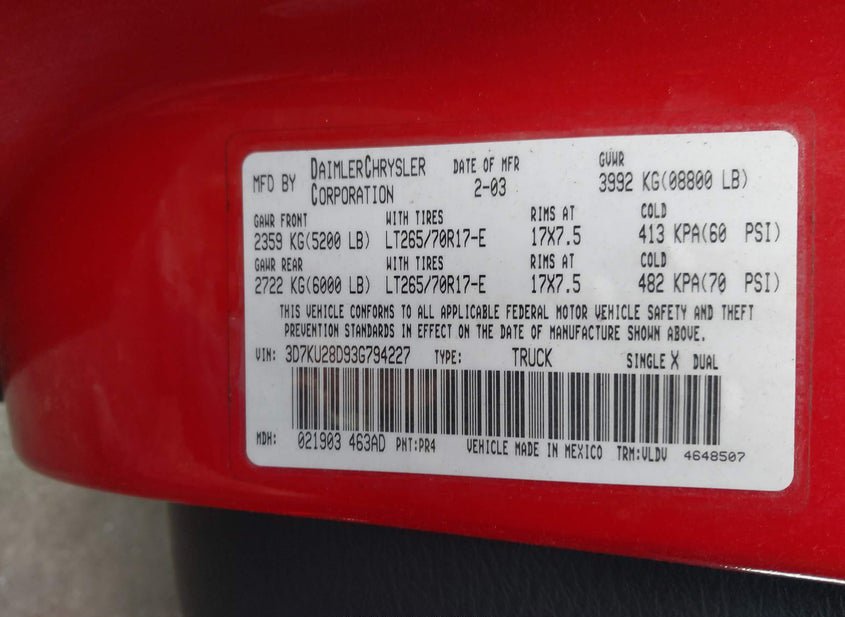 MFD BY DAIMLERCHRYSLER CORPORATION DATE OF MFR 2-03 GVWR 3992 KG(08800 LB)
GAWR FRONT WITH TIRES RIMS AT COLD
2359 KG(5200 LB) LT265/70R17-E 17X7.5 413 KPA(60 PSI)
GAWR REAR WITH TIRES RIMS AT COLD
2722 KG(6000 LB) LT265/70R17-E 17X7.5 482 KPA(70 PSI)
THIS VEHICLE CONFORMS TO ALL APPLICABLE FEDERAL MOTOR VEHICLE SAFETY AND THEFT
PREVENTION STANDARDS IN EFFECT ON THE DATE OF MANUFACTURE SHOWN ABOVE.
VIN: 3D7KU28D93G794227 TYPE: TRUCK SINGLE X DUAL
MDH: 021903 463AD PNT:PR4 VEHICLE MADE IN MEXICO TRM:VLDV 4648507